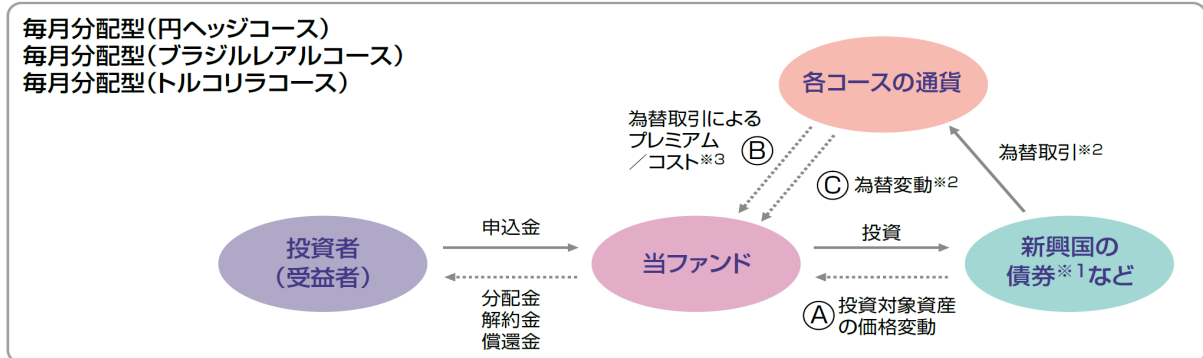 毎月分配型(円ヘッジコース)
毎月分配型(ブラジルレアルコース)
毎月分配型(トルコリラコース)
各コースの通貨
為替取引による
プレミアム
／コスト※3
Ⓑ
Ⓒ 為替変動※2
為替取引※2
投資者
(受益者)
申込金
分配金
解約金
償還金
当ファンド
投資
Ⓐ 投資対象資産
の価格変動
新興国の
債券※1など